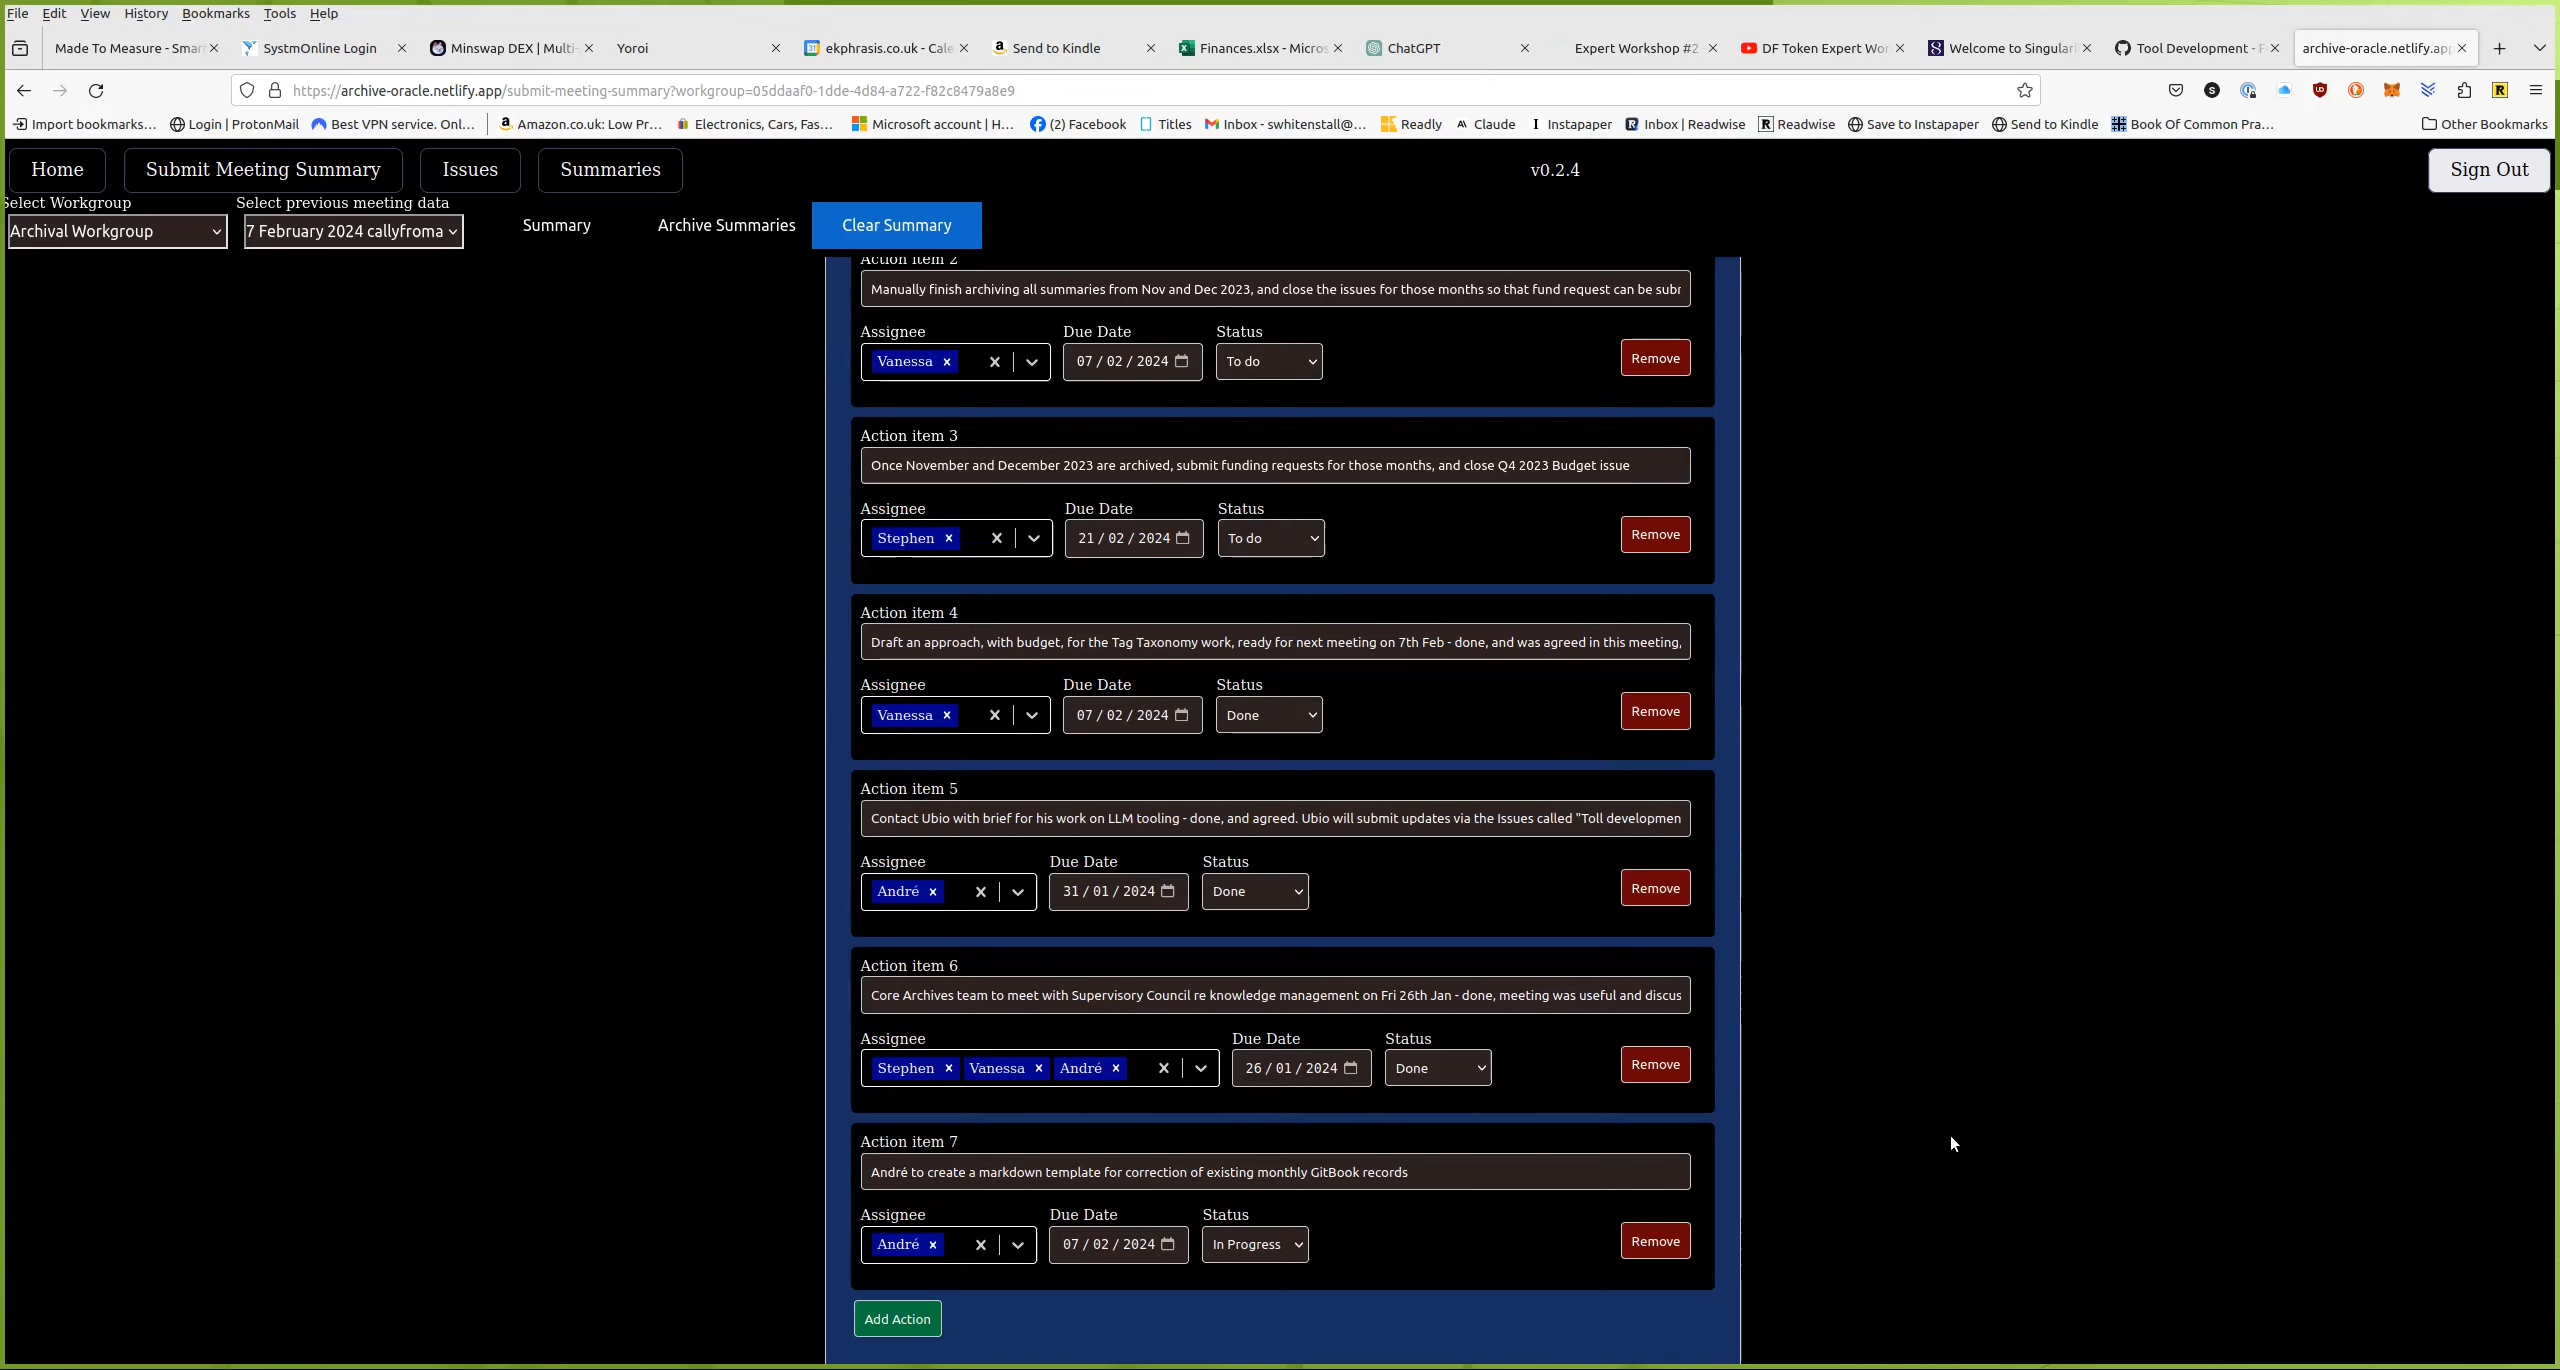 File Edit View History Bookmarks Tools Help
Made To Measure - Smar SystmOnline Login Minswap DEX | Multi- Yoroi ekphrasis.co.uk - Cale Send to Kindle Finances.xlsx - Micros ChatGPT Expert Workshop #2 - DF Token Expert Wor Welcome to Singulari Tool Development - F archive-oracle.netlify.app
https://archive-oracle.netlify.app/submit-meeting-summary?workgroup=05ddaaf0-1dde-4d84-a722-f82c8479a8e9
Import bookmarks... Login | ProtonMail Best VPN service. Onl... Amazon.co.uk: Low Pr... Electronics, Cars, Fas... Microsoft account | H... (2) Facebook Titles Inbox - swhitenstall@... Readly Claude Instapaper Inbox | Readwise Readwise Save to Instapaper Send to Kindle Book Of Common Pra... Other Bookmarks
Home Submit Meeting Summary Issues Summaries v0.2.4 Sign Out
Select Workgroup Select previous meeting data
Archival Workgroup 7 February 2024 callyfroma Summary Archive Summaries Clear Summary
Action item 2
Manually finish archiving all summaries from Nov and Dec 2023, and close the issues for those months so that fund request can be subr
Assignee Due Date Status
Vanessa 07 / 02 / 2024 To do Remove
Action item 3
Once November and December 2023 are archived, submit funding requests for those months, and close Q4 2023 Budget issue
Assignee Due Date Status
Stephen 21 / 02 / 2024 To do Remove
Action item 4
Draft an approach, with budget, for the Tag Taxonomy work, ready for next meeting on 7th Feb - done, and was agreed in this meeting,
Assignee Due Date Status
Vanessa 07 / 02 / 2024 Done Remove
Action item 5
Contact Ubio with brief for his work on LLM tooling - done, and agreed. Ubio will submit updates via the Issues called "Toll developmen
Assignee Due Date Status
André 31 / 01 / 2024 Done Remove
Action item 6
Core Archives team to meet with Supervisory Council re knowledge management on Fri 26th Jan - done, meeting was useful and discus
Assignee Due Date Status
Stephen Vanessa André 26 / 01 / 2024 Done Remove
Action item 7
André to create a markdown template for correction of existing monthly GitBook records
Assignee Due Date Status
André 07 / 02 / 2024 In Progress Remove
Add Action